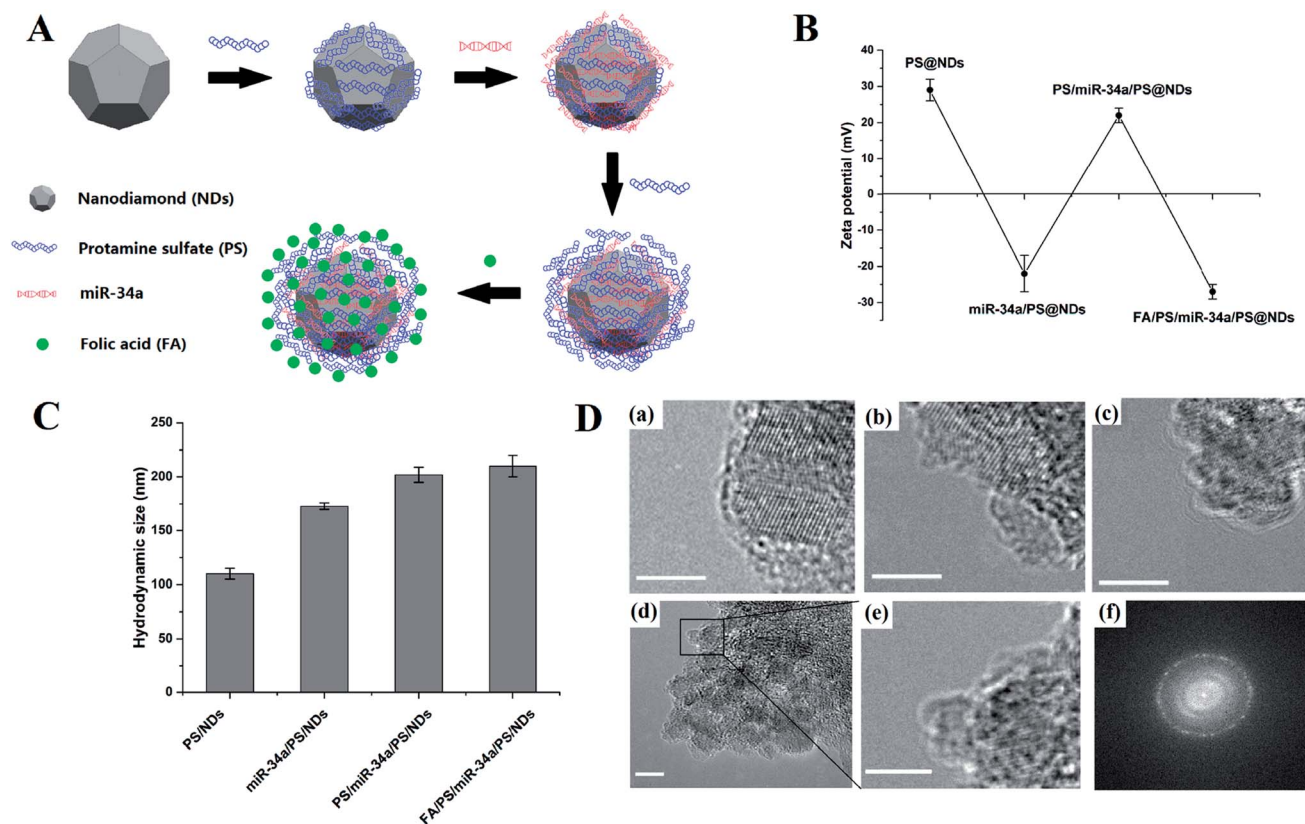 A
Nanodiamond (NDs)
Protamine sulfate (PS)
miR-34a
Folic acid (FA)
B
Zeta potential (mV)
40
30
20
10
0
-10
-20
-30
PS@NDs
PS/miR-34a/PS@NDs
miR-34a/PS@NDs
FA/PS/miR-34a/PS@NDs
C
Hydrodynamic size (nm)
250
200
150
100
50
0
PS/NDs
miR-34a/PS/NDs
PS/miR-34a/PS/NDs
FA/PS/miR-34a/PS/NDs
D
(a)
(b)
(c)
(d)
(e)
(f)